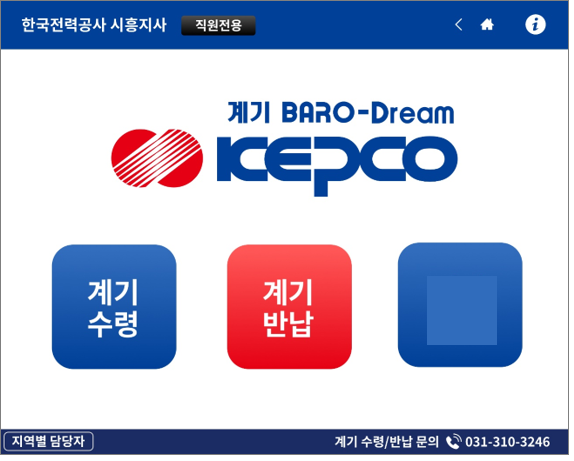 한국전력공사 시흥지사 직원전용
계기 BARO-Dream
KEPCO
계기
수령
계기
반납
지역별 담당자
계기 수령/반납 문의 031-310-3246